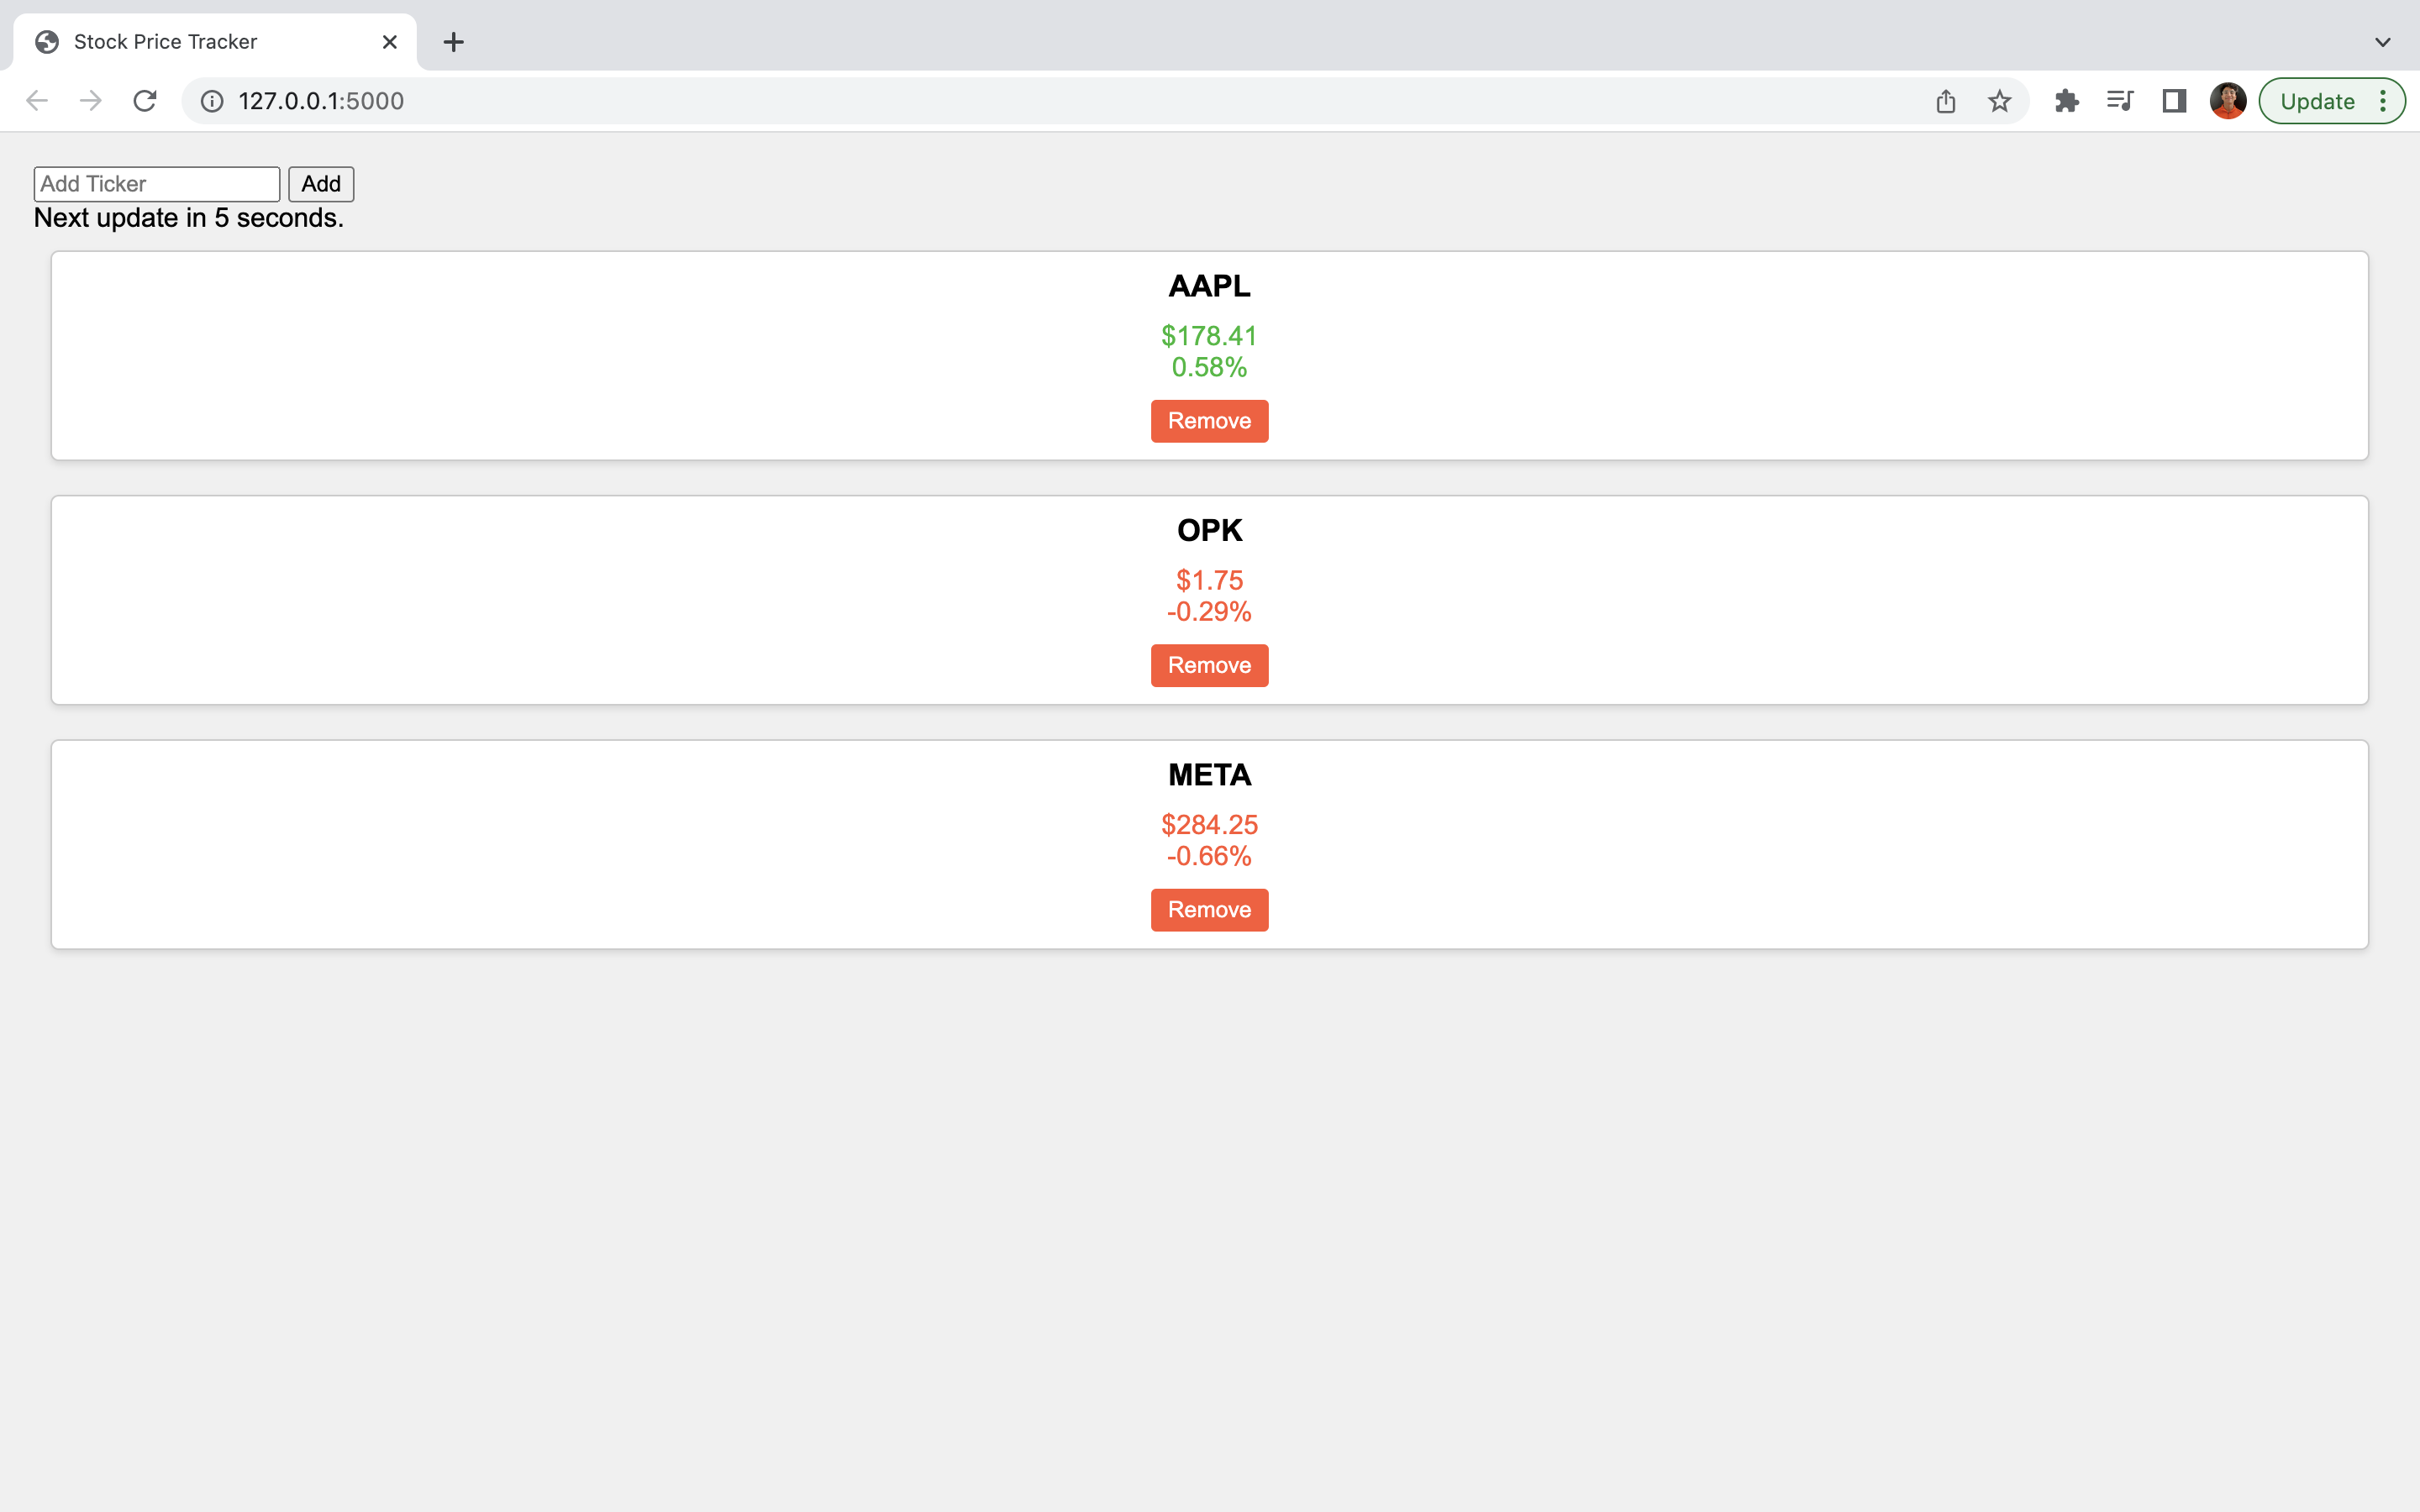 Stock Price Tracker
127.0.0.1:5000
Update
Add Ticker
Add
Next update in 5 seconds.
AAPL
$178.41
0.58%
Remove
OPK
$1.75
-0.29%
Remove
META
$284.25
-0.66%
Remove